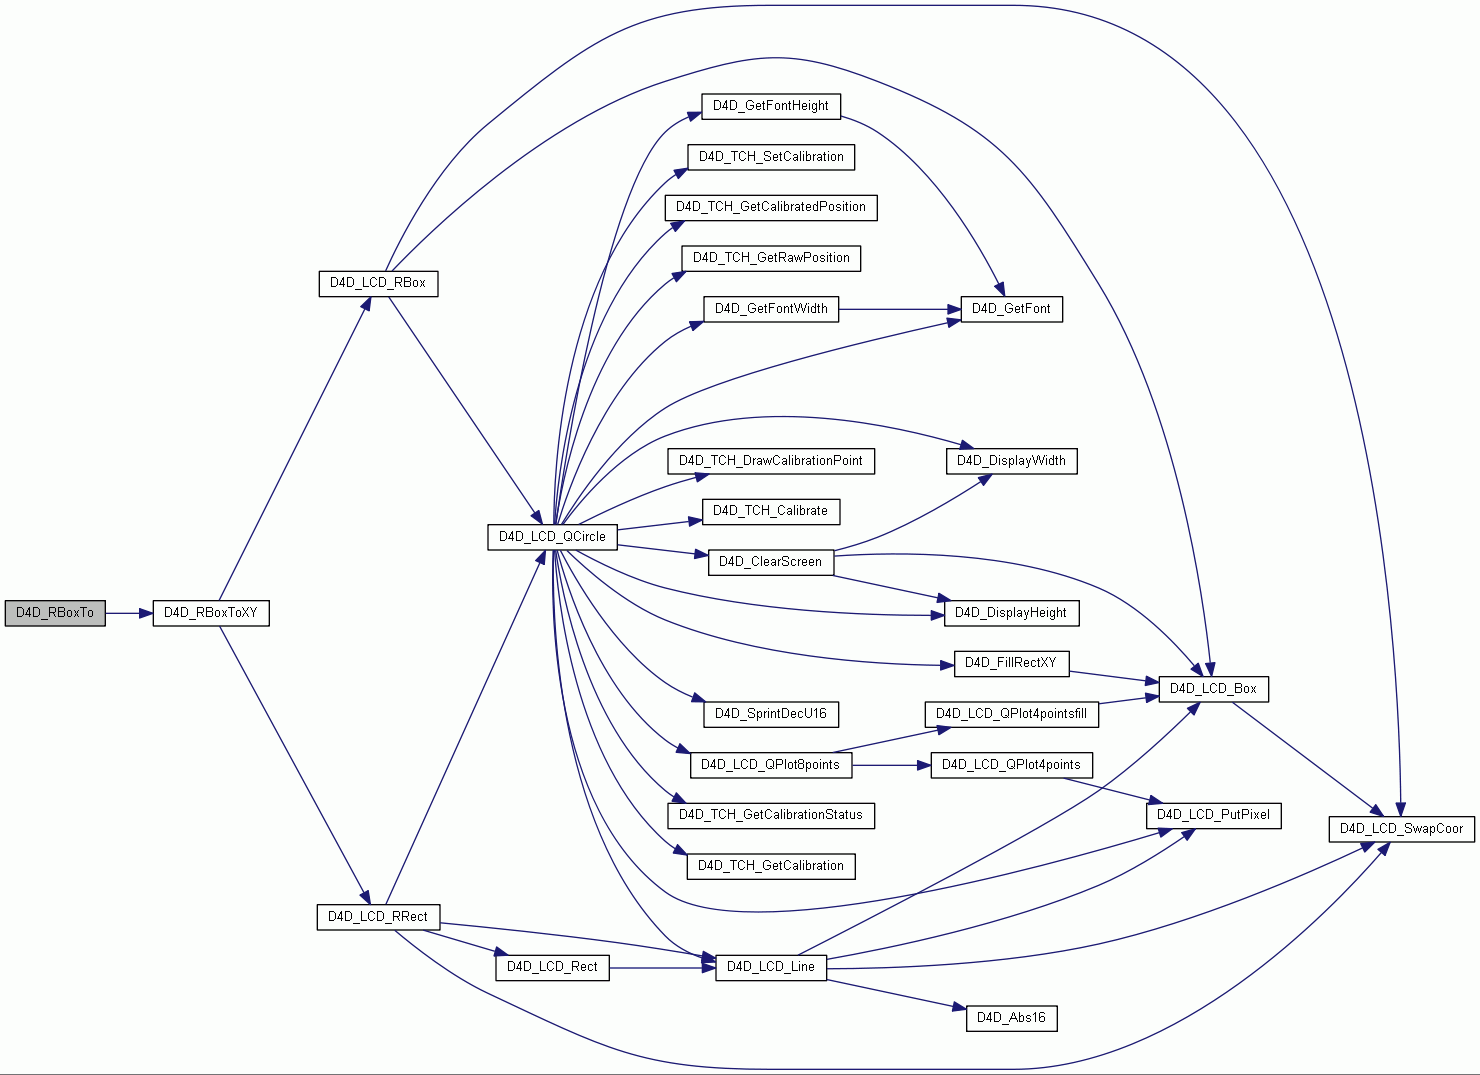 D4D_GetFontHeight
D4D_TCH_SetCalibration
D4D_TCH_GetCalibratedPosition
D4D_TCH_GetRawPosition
D4D_LCD_RBox
D4D_GetFontWidth
D4D_GetFont
D4D_TCH_DrawCalibrationPoint
D4D_DisplayWidth
D4D_TCH_Calibrate
D4D_LCD_QCircle
D4D_ClearScreen
D4D_RBoxTo
D4D_RBoxToXY
D4D_DisplayHeight
D4D_FillRectXY
D4D_LCD_Box
D4D_SprintDecU16
D4D_LCD_QPlot4pointsfill
D4D_LCD_QPlot8points
D4D_LCD_QPlot4points
D4D_TCH_GetCalibrationStatus
D4D_LCD_PutPixel
D4D_LCD_SwapCoor
D4D_TCH_GetCalibration
D4D_LCD_RRect
D4D_LCD_Rect
D4D_LCD_Line
D4D_Abs16